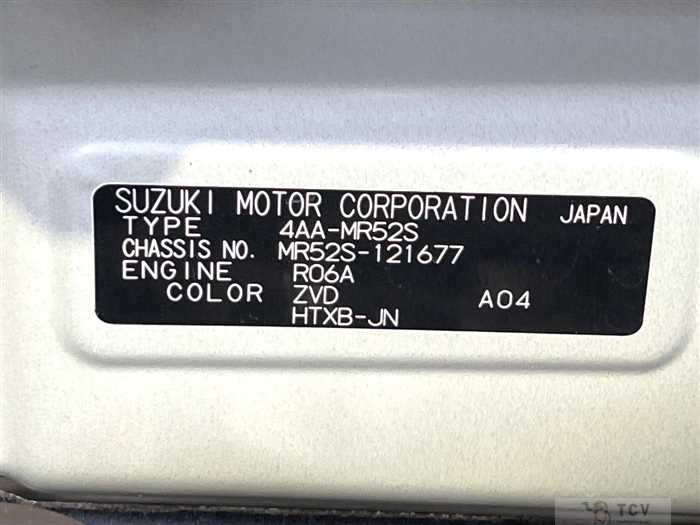 SUZUKI MOTOR CORPORATION JAPAN
TYPE 4AA-MR52S
CHASSIS NO. MR52S-121677
ENGINE R06A
COLOR ZVD A04
HTXB-JN
TCV